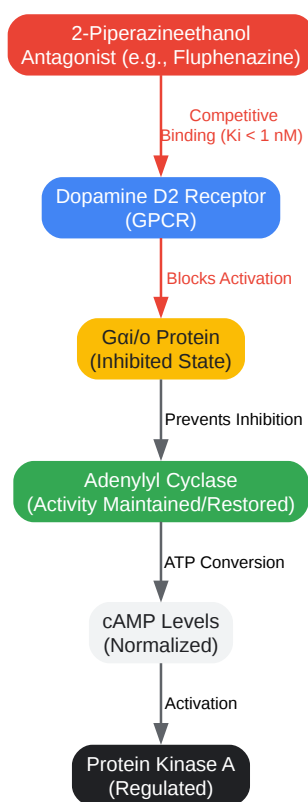 2-Piperazineethanol
Antagonist (e.g., Fluphenazine)
Competitive
Binding (Ki < 1 nM)
Dopamine D2 Receptor
(GPCR)
Blocks Activation
Gαi/o Protein
(Inhibited State)
Prevents Inhibition
Adenylyl Cyclase
(Activity Maintained/Restored)
ATP Conversion
cAMP Levels
(Normalized)
Activation
Protein Kinase A
(Regulated)